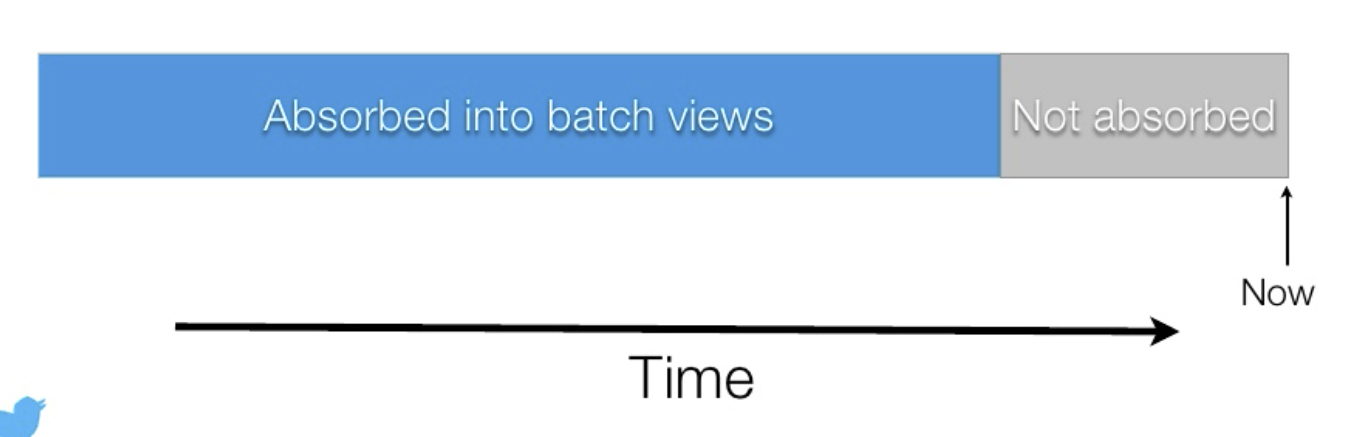 Absorbed into batch views
Not absorbed
Now
Time